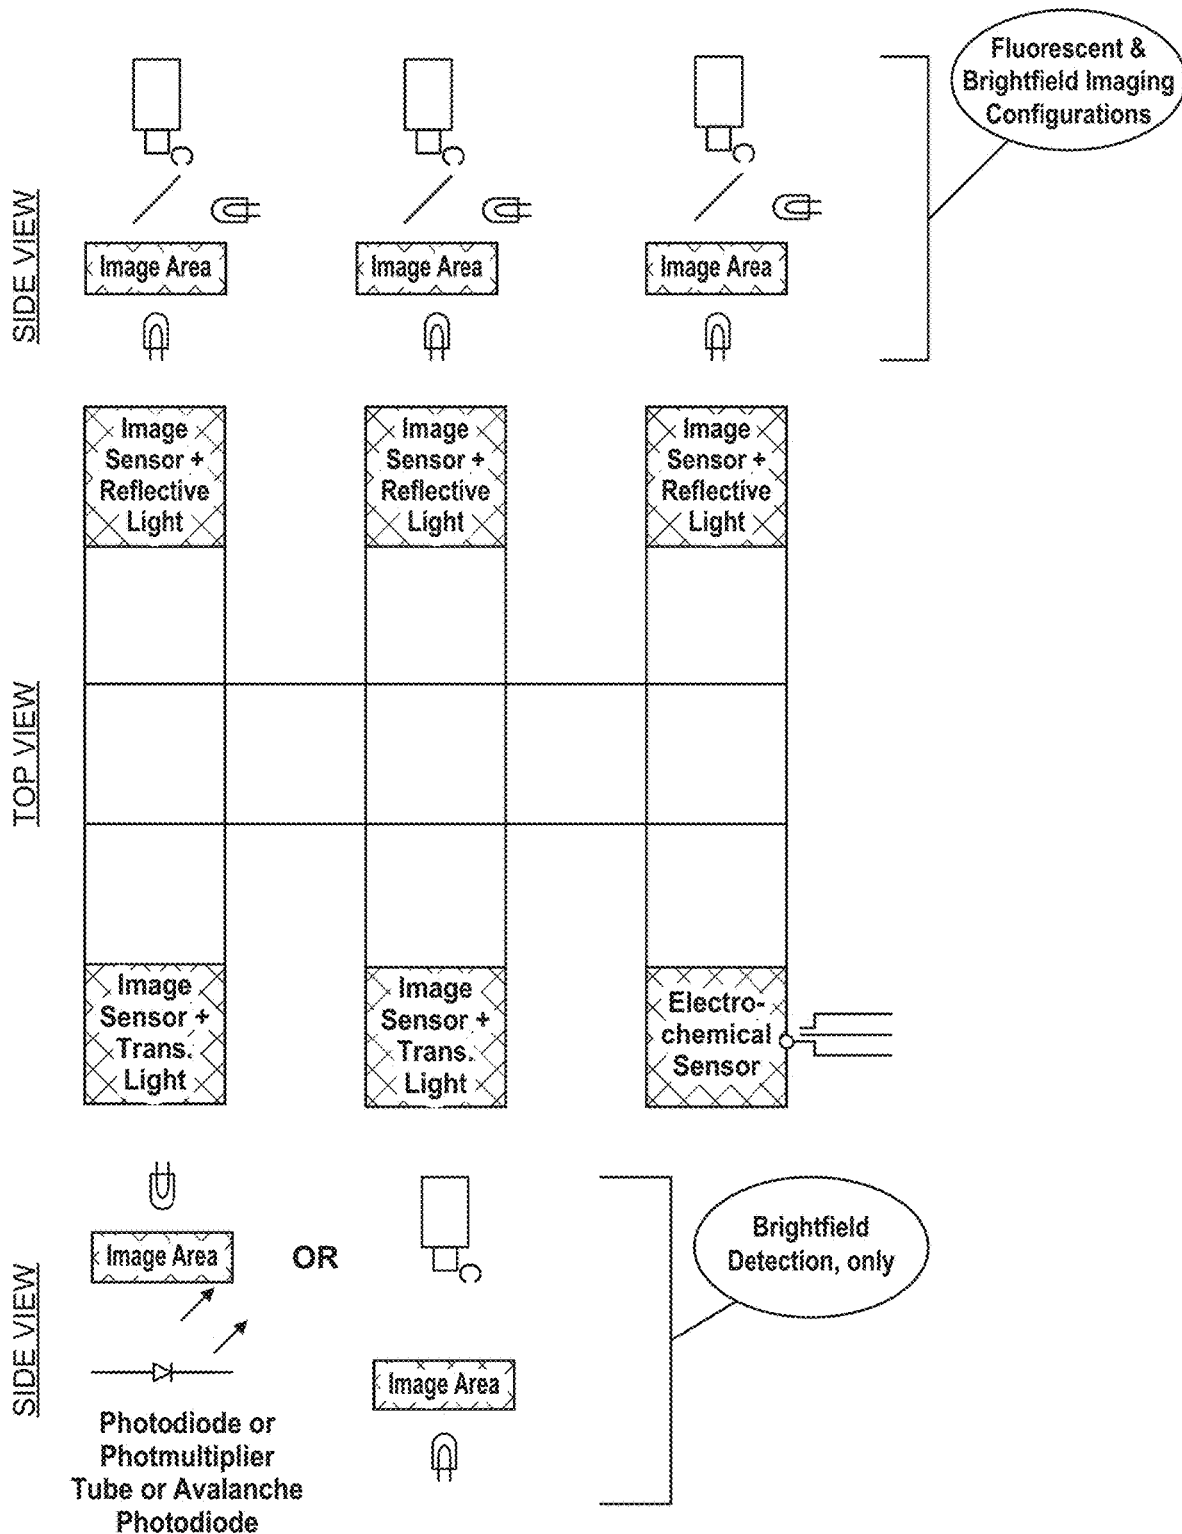 Fluorescent &
Brightfield Imaging
Configurations
SIDE VIEW
Image Area
Image Area
Image Area
Image
Sensor +
Reflective
Light
Image
Sensor +
Reflective
Light
Image
Sensor +
Reflective
Light
TOP VIEW
Image
Sensor +
Trans.
Light
Image
Sensor +
Trans.
Light
Electro-
chemical
Sensor
SIDE VIEW
Image Area
OR
Image Area
Brightfield
Detection, only
Photodiode or
Photmultiplier
Tube or Avalanche
Photodiode